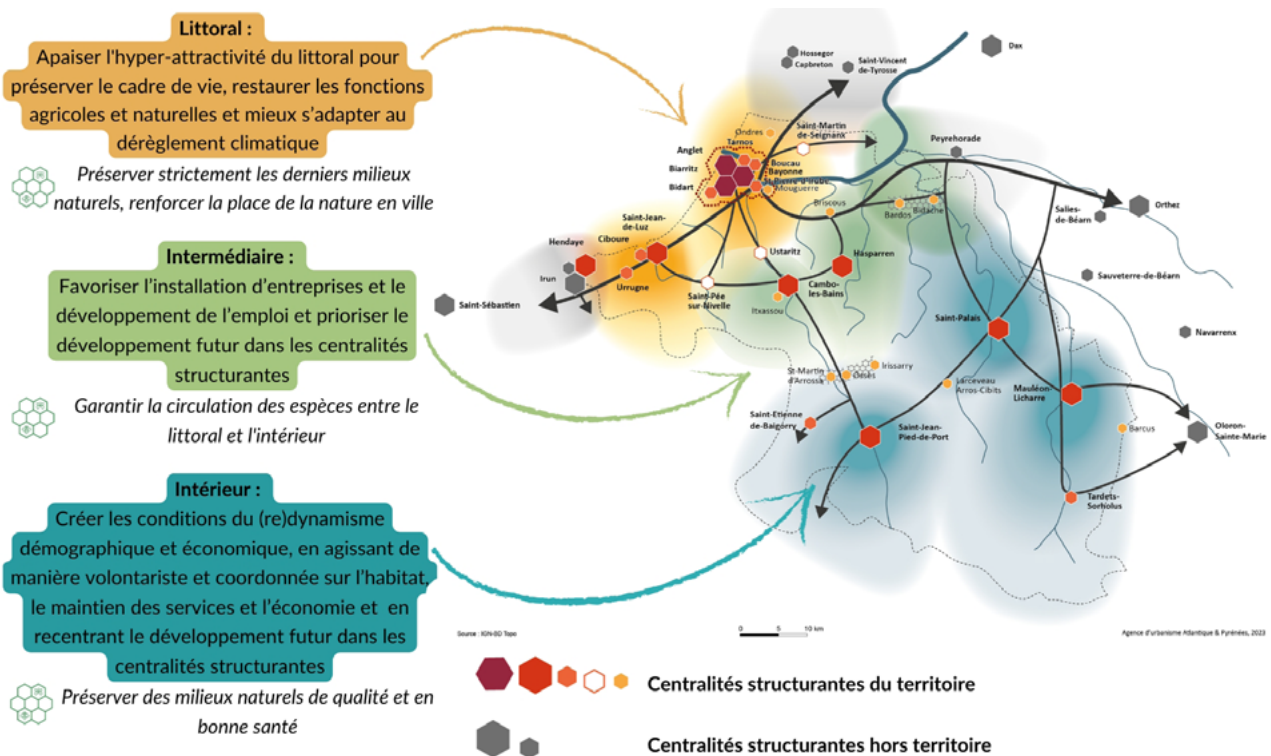 Littoral :
Apaiser l'hyper-attractivité du littoral pour
préserver le cadre de vie, restaurer les fonctions
agricoles et naturelles et mieux s'adapter au
dérèglement climatique
Préserver strictement les derniers milieux
naturels, renforcer la place de la nature en ville
Intermédiaire :
Favoriser l'installation d'entreprises et le
développement de l'emploi et prioriser le
développement futur dans les centralités
structurantes
Garantir la circulation des espèces entre le
littoral et l'intérieur
Intérieur :
Créer les conditions du (re)dynamisme
démographique et économique, en agissant de
manière volontariste et coordonnée sur l'habitat,
le maintien des services et l'économie et en
recentrant le développement futur dans les
centralités structurantes
Préserver des milieux naturels de qualité et en
bonne santé
Hossegor
Capbreton
Saint-Vincent
de-Tyrosse
Dax
Ondres
Tarnos
Saint-Martin
de-Seignanx
Peyrehorade
Anglet
Biarritz
Bidart
Boucau
Bayonne
St-Pierre-d'Irube
Mouguerre
Briscous
Bardos
Bidache
Salies-
de-Béarn
Orthez
Saint-Jean-
de-Luz
Ciboure
Hendaye
Irun
Urrugne
Saint-Sébastien
Ustaritz
Saint-Pée
sur-Nivelle
Hasparren
Cambo-
les-Bains
Itxassou
Sauveterre-de-Béarn
Saint-Palais
Navarrenx
St-Martin
d'Arrossa
Ossès
Irissarry
Larceveau
Arros-Cibits
Mauléon-
Licharre
Saint-Etienne
de-Baigorry
Saint-Jean-
Pied-de-Port
Barcus
Oloron-
Sainte-Marie
Tardets-
Sorholus
Source : IGN-BD Topo
0 5 10 km
Agence d'urbanisme Atlantique & Pyrénées, 2023
Centralités structurantes du territoire
Centralités structurantes hors territoire